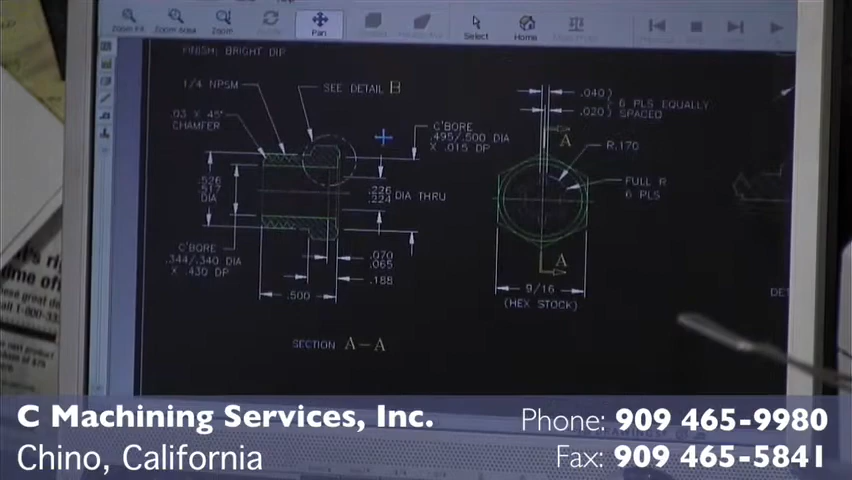 Zoom Fit
Zoom Area
Zoom
Pan
Select
Home
FINISH: BRIGHT DIP
1/4 NPSM
SEE DETAIL B
.03 X 45°
CHAMFER
C'BORE
.495/.500 DIA
X .015 DP
.526
.517
DIA
.226
.224 DIA THRU
C'BORE
.344/.340 DIA
X .430 DP
.070
.065
.188
.500
SECTION A-A
.040
.020
6 PLS EQUALLY
SPACED
A
R.170
FULL R
6 PLS
A
9/16
(HEX STOCK)
C Machining Services, Inc.
Chino, California
Phone: 909 465-9980
Fax: 909 465-5841